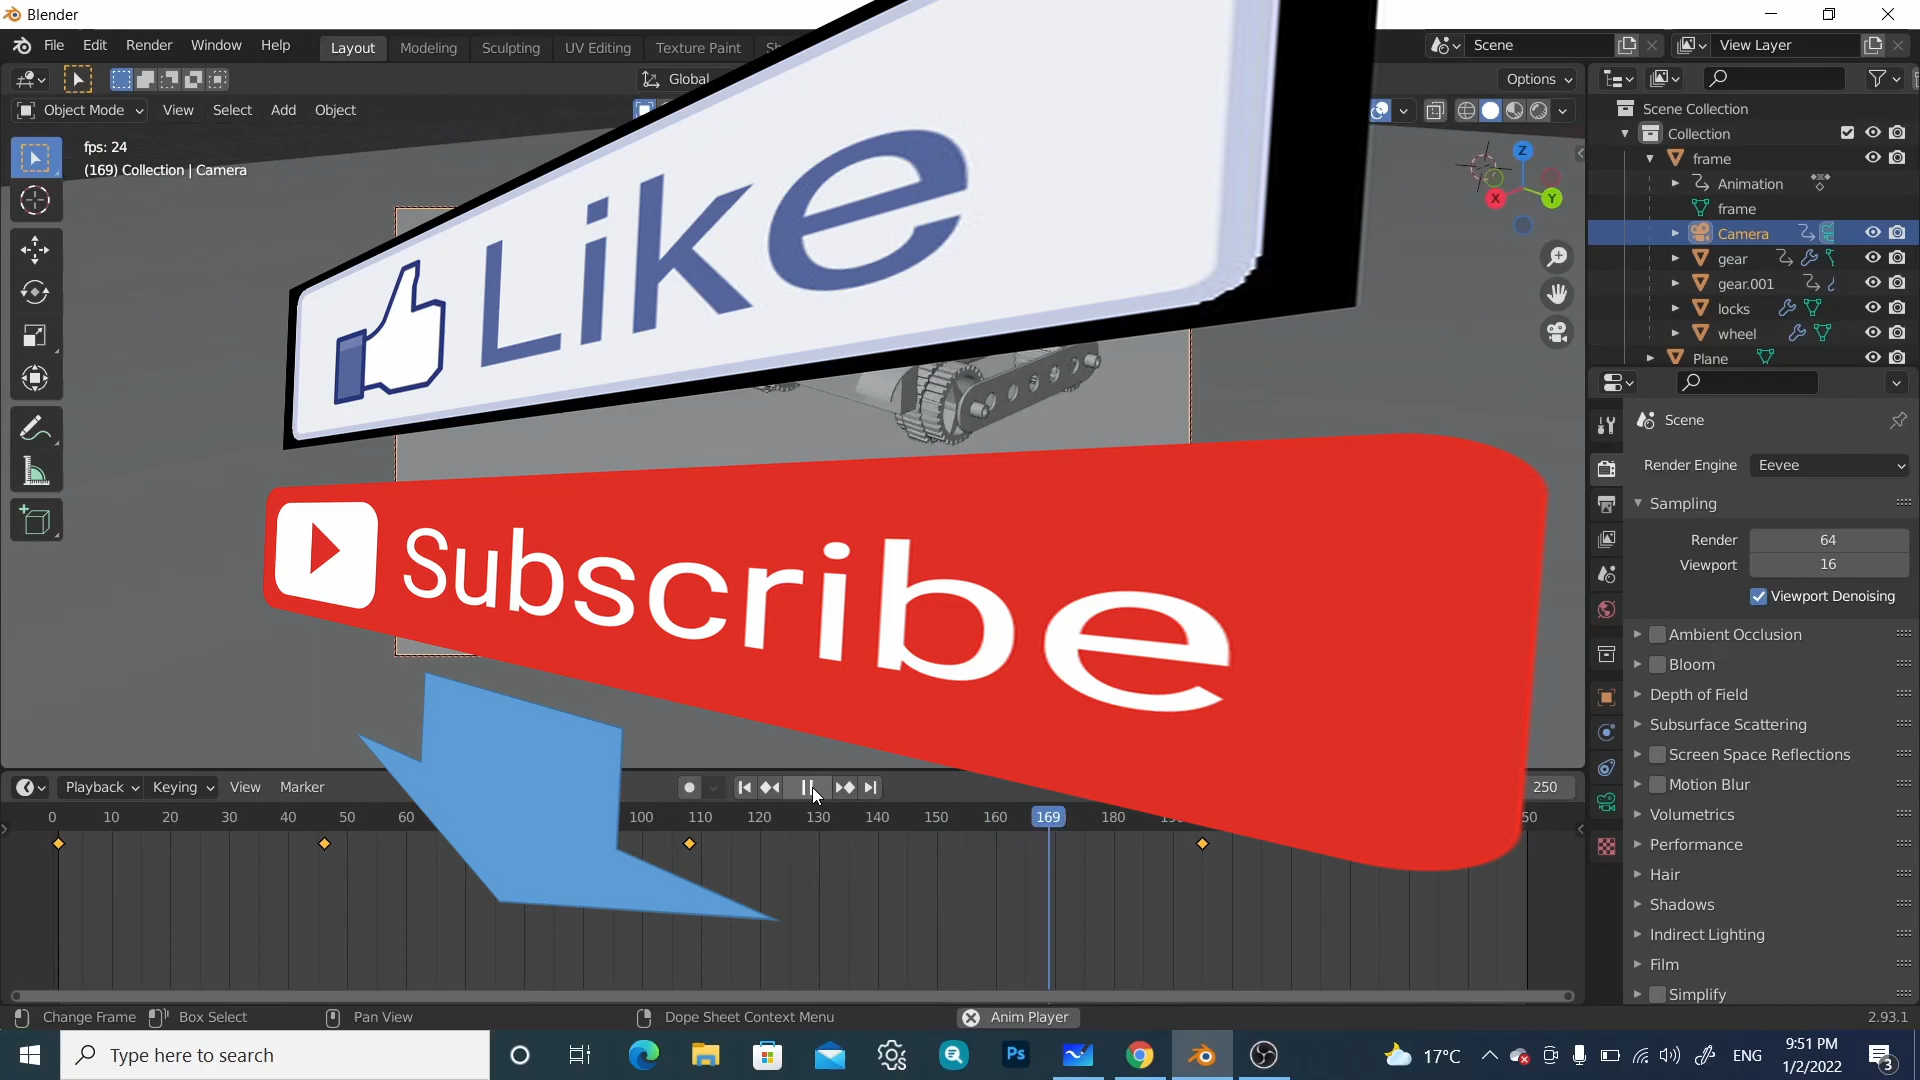 Blender
File Edit Render Window Help
Layout Modeling Sculpting UV Editing Texture Paint
Scene
View Layer
Global
Options
Object Mode View Select Add Object
fps: 24
(169) Collection | Camera
Like
Subscribe
Z
X
Y
Scene Collection
Collection
frame
Animation
frame
Camera
gear
gear.001
locks
wheel
Plane
Scene
Render Engine Eevee
Sampling
Render 64
Viewport 16
Viewport Denoising
Ambient Occlusion
Bloom
Depth of Field
Subsurface Scattering
Screen Space Reflections
Motion Blur
Volumetrics
Performance
Hair
Shadows
Indirect Lighting
Film
Simplify
Playback Keying View Marker
250
0 10 20 30 40 50 60 100 110 120 130 140 150 160 169 180
Change Frame Box Select Pan View Dope Sheet Context Menu Anim Player 2.93.1
Type here to search
Ps
17°C
ENG
9:51 PM
1/2/2022
3